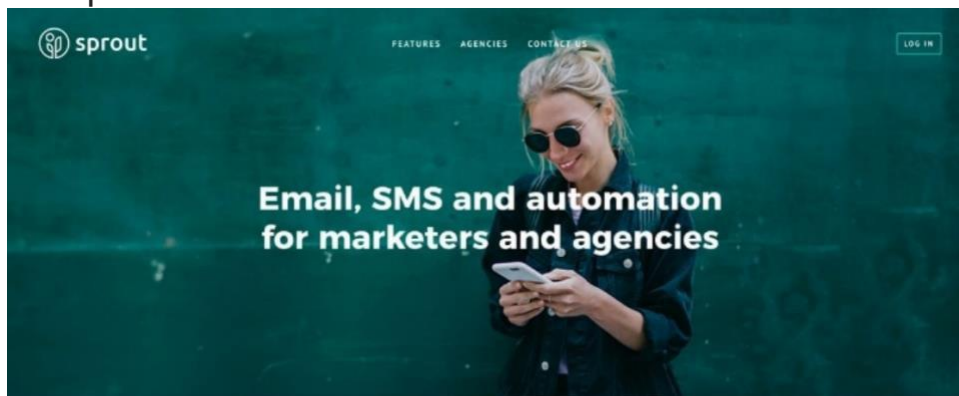 sprout
FEATURES AGENCIES CONTACT US
LOG IN
Email, SMS and automation
for marketers and agencies